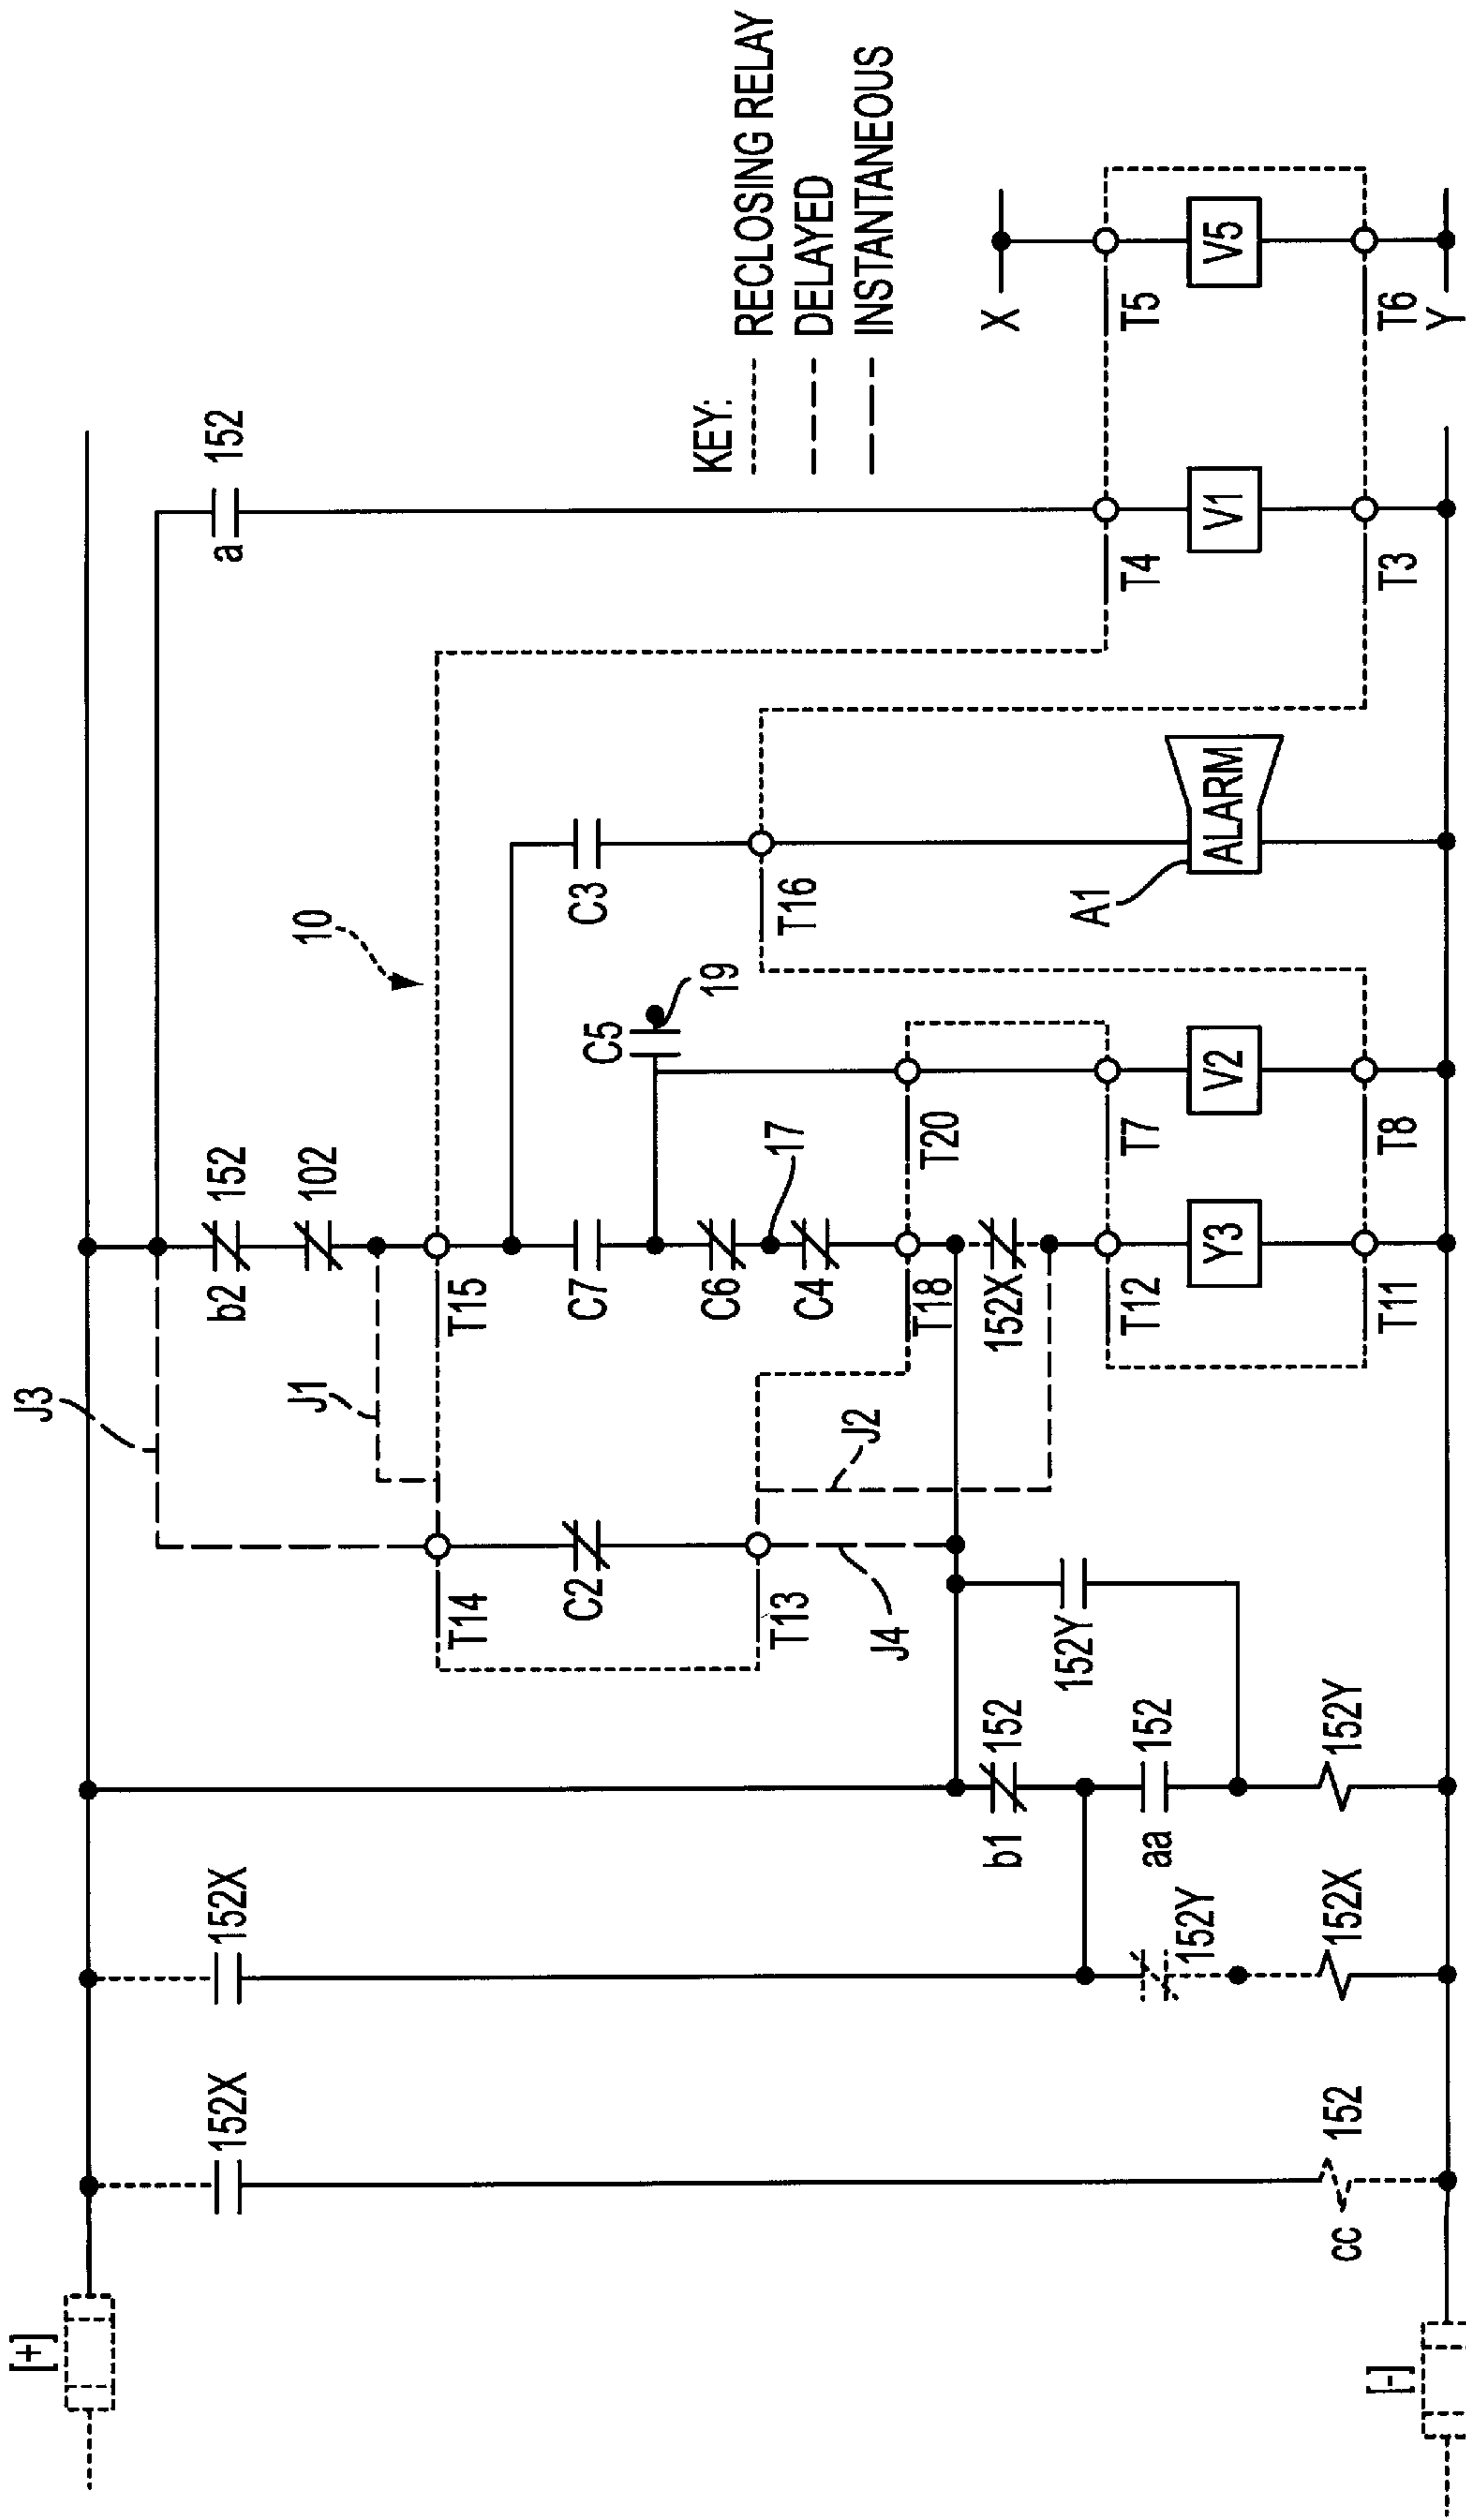 [+]
[-]
152X
cc
152
152X
152Y
152X
b1
152
aa
152
152Y
152Y
J3
J1
J2
J4
T14
C2
T13
b2
152
102
T15
C7
C6
C4
17
T18
152X
T12
Y3
T11
10
C5
19
T20
T7
V2
T8
C3
T16
A1
ALARM
a
152
T4
V1
T3
KEY:
RECLOSING RELAY
DELAYED
INSTANTANEOUS
X
T5
V5
T6
Y